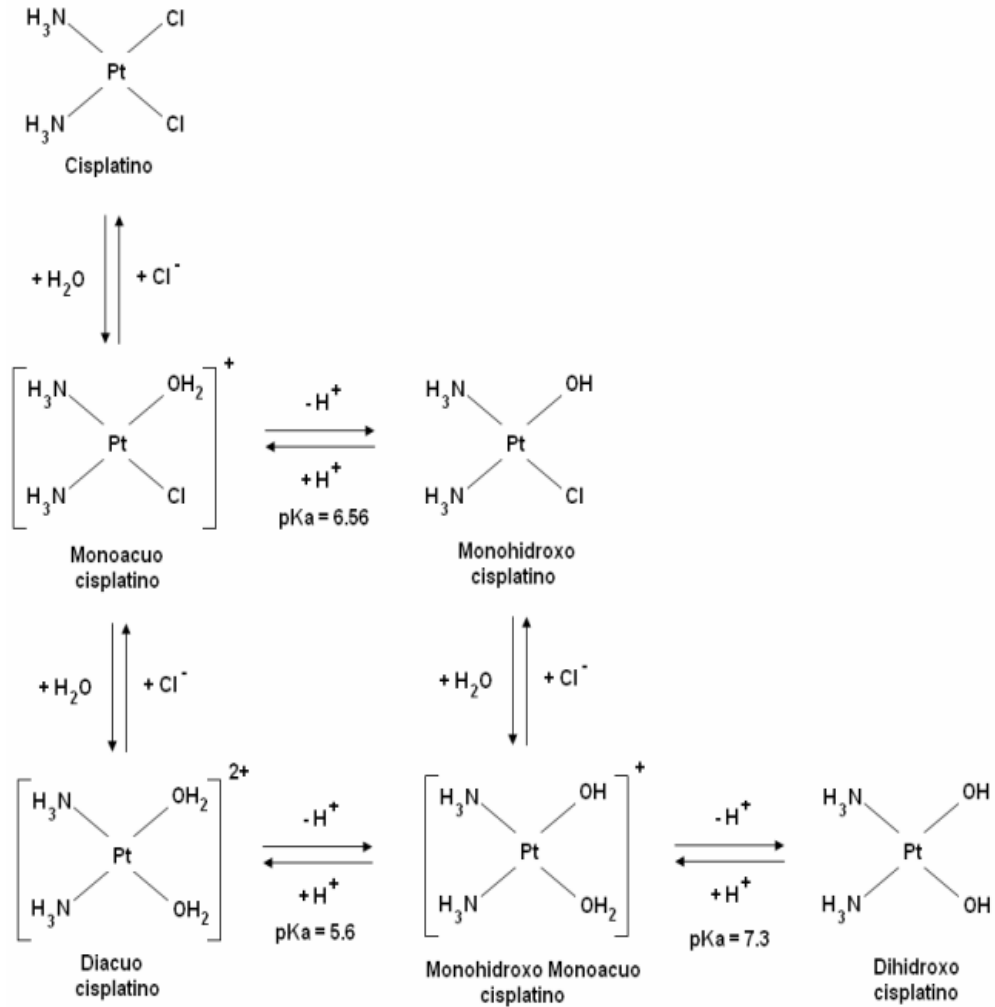 H₃N Cl
Pt
H₃N Cl
Cisplatino
+ H₂O + Cl⁻
H₃N OH₂ +
Pt
H₃N Cl
- H⁺
+ H⁺
pKa = 6.56
H₃N OH
Pt
H₃N Cl
Monoacuo
cisplatino
Monohidroxo
cisplatino
+ H₂O + Cl⁻
+ H₂O + Cl⁻
H₃N OH₂ 2+
Pt
H₃N OH₂
- H⁺
+ H⁺
pKa = 5.6
H₃N OH +
Pt
H₃N OH₂
- H⁺
+ H⁺
pKa = 7.3
H₃N OH
Pt
H₃N OH
Diacuo
cisplatino
Monohidroxo Monoacuo
cisplatino
Dihidroxo
cisplatino